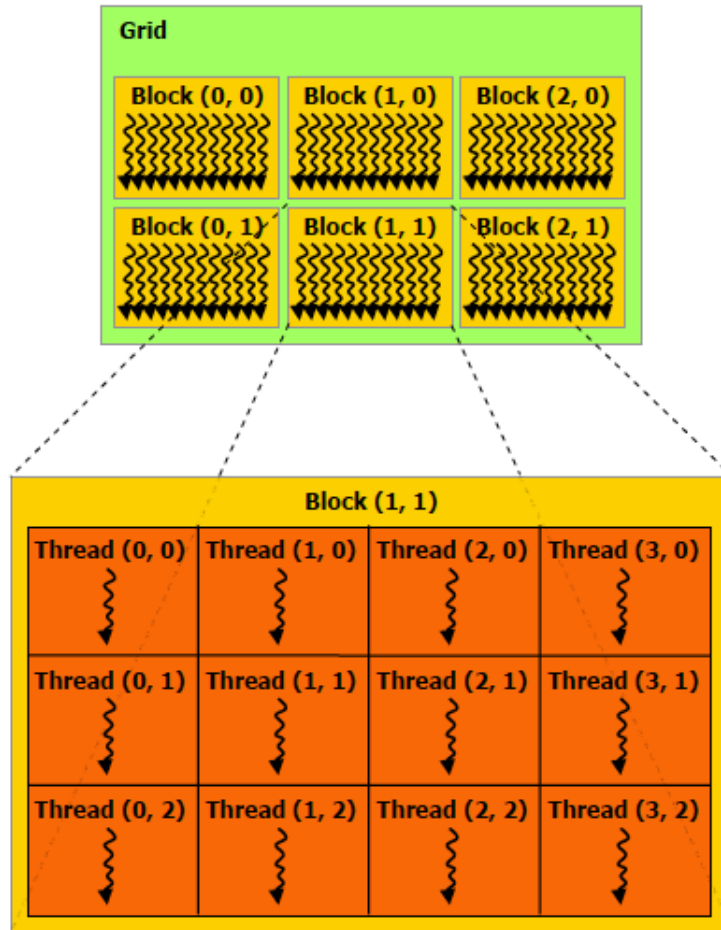 Grid
Block (0, 0) Block (1, 0) Block (2, 0)
Block (0, 1) Block (1, 1) Block (2, 1)
Block (1, 1)
Thread (0, 0) Thread (1, 0) Thread (2, 0) Thread (3, 0)
Thread (0, 1) Thread (1, 1) Thread (2, 1) Thread (3, 1)
Thread (0, 2) Thread (1, 2) Thread (2, 2) Thread (3, 2)